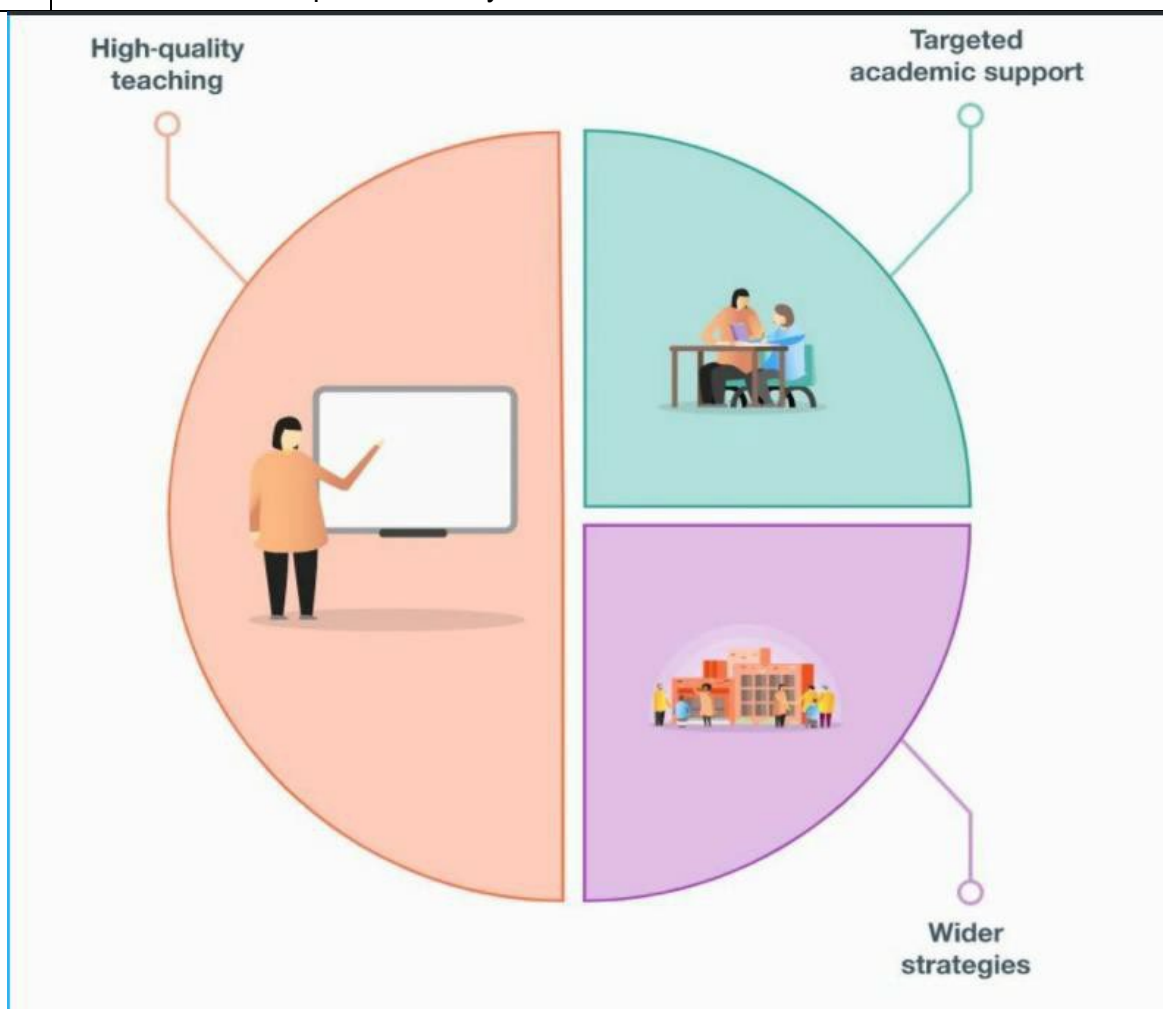 High-quality
teaching
Targeted
academic support
Wider
strategies